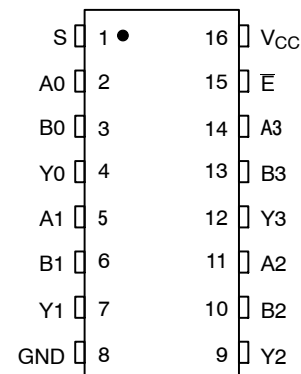 S 1 16 V_CC
A0 2 15 E̅
B0 3 14 A3
Y0 4 13 B3
A1 5 12 Y3
B1 6 11 A2
Y1 7 10 B2
GND 8 9 Y2